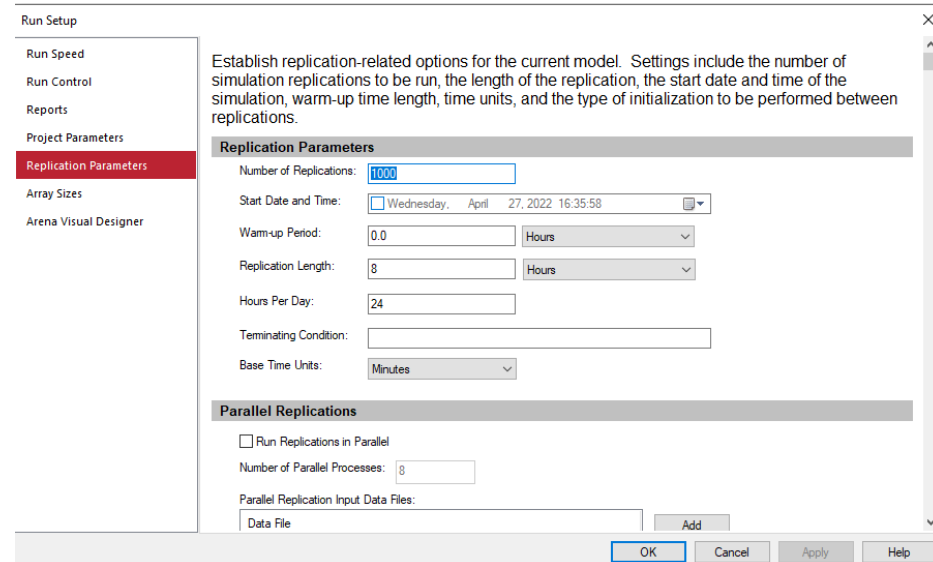 Run Setup
Run Speed
Run Control
Reports
Project Parameters
Replication Parameters
Array Sizes
Arena Visual Designer
Establish replication-related options for the current model. Settings include the number of
simulation replications to be run, the length of the replication, the start date and time of the
simulation, warm-up time length, time units, and the type of initialization to be performed between
replications.
Replication Parameters
Number of Replications: 1000
Start Date and Time: Wednesday, April 27, 2022 16:35:58
Warm-up Period: 0.0 Hours
Replication Length: 8 Hours
Hours Per Day: 24
Terminating Condition:
Base Time Units: Minutes
Parallel Replications
Run Replications in Parallel
Number of Parallel Processes: 8
Parallel Replication Input Data Files:
Data File Add
OK Cancel Apply Help